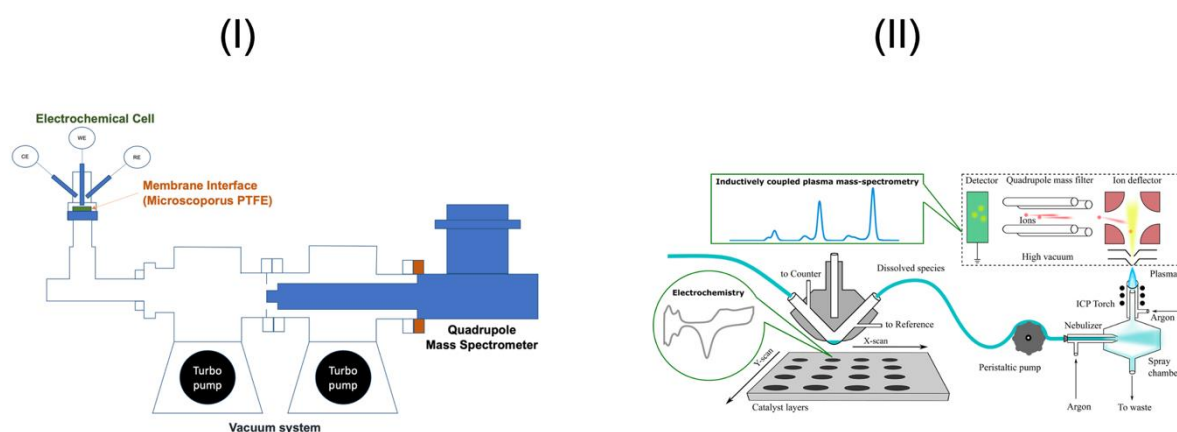 (I)
Electrochemical Cell
WE
CE
RE
Membrane Interface
(Microscoporus PTFE)
Quadrupole
Mass Spectrometer
Turbo
pump
Turbo
pump
Vacuum system
(II)
Inductively coupled plasma mass-spectrometry
Detector
Quadrupole mass filter
Ion deflector
Ions
High vacuum
to Counter
Dissolved species
Plasma
Electrochemistry
ICP Torch
to Reference
Argon
Nebulizer
X-scan
Y-scan
Peristaltic pump
Spray
chamber
Catalyst layers
Argon
To waste